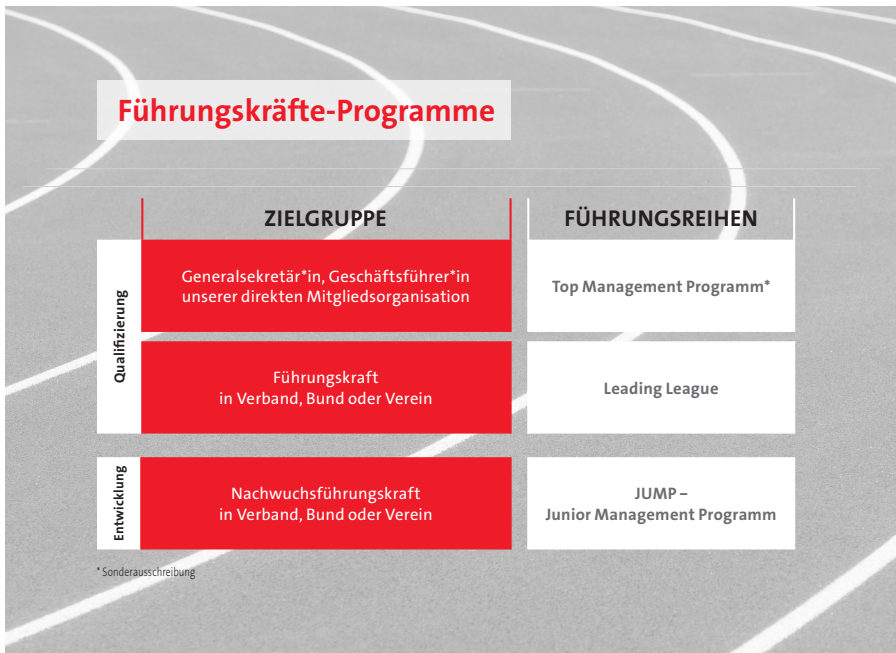 Führungskräfte-Programme
ZIELGRUPPE
FÜHRUNGSREIHEN
Qualifizierung
Generalsekretär*in, Geschäftsführer*in
unserer direkten Mitgliedsorganisation
Top Management Programm*
Führungskraft
in Verband, Bund oder Verein
Leading League
Entwicklung
Nachwuchsführungskraft
in Verband, Bund oder Verein
JUMP –
Junior Management Programm
* Sonderausschreibung